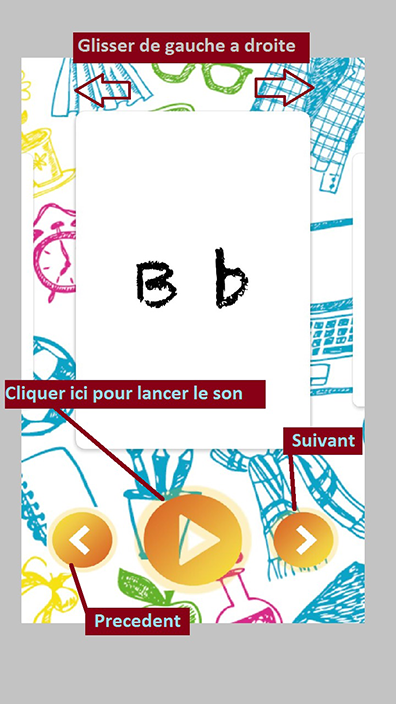 Glisser de gauche a droite
B b
Cliquer ici pour lancer le son
Suivant
Precedent